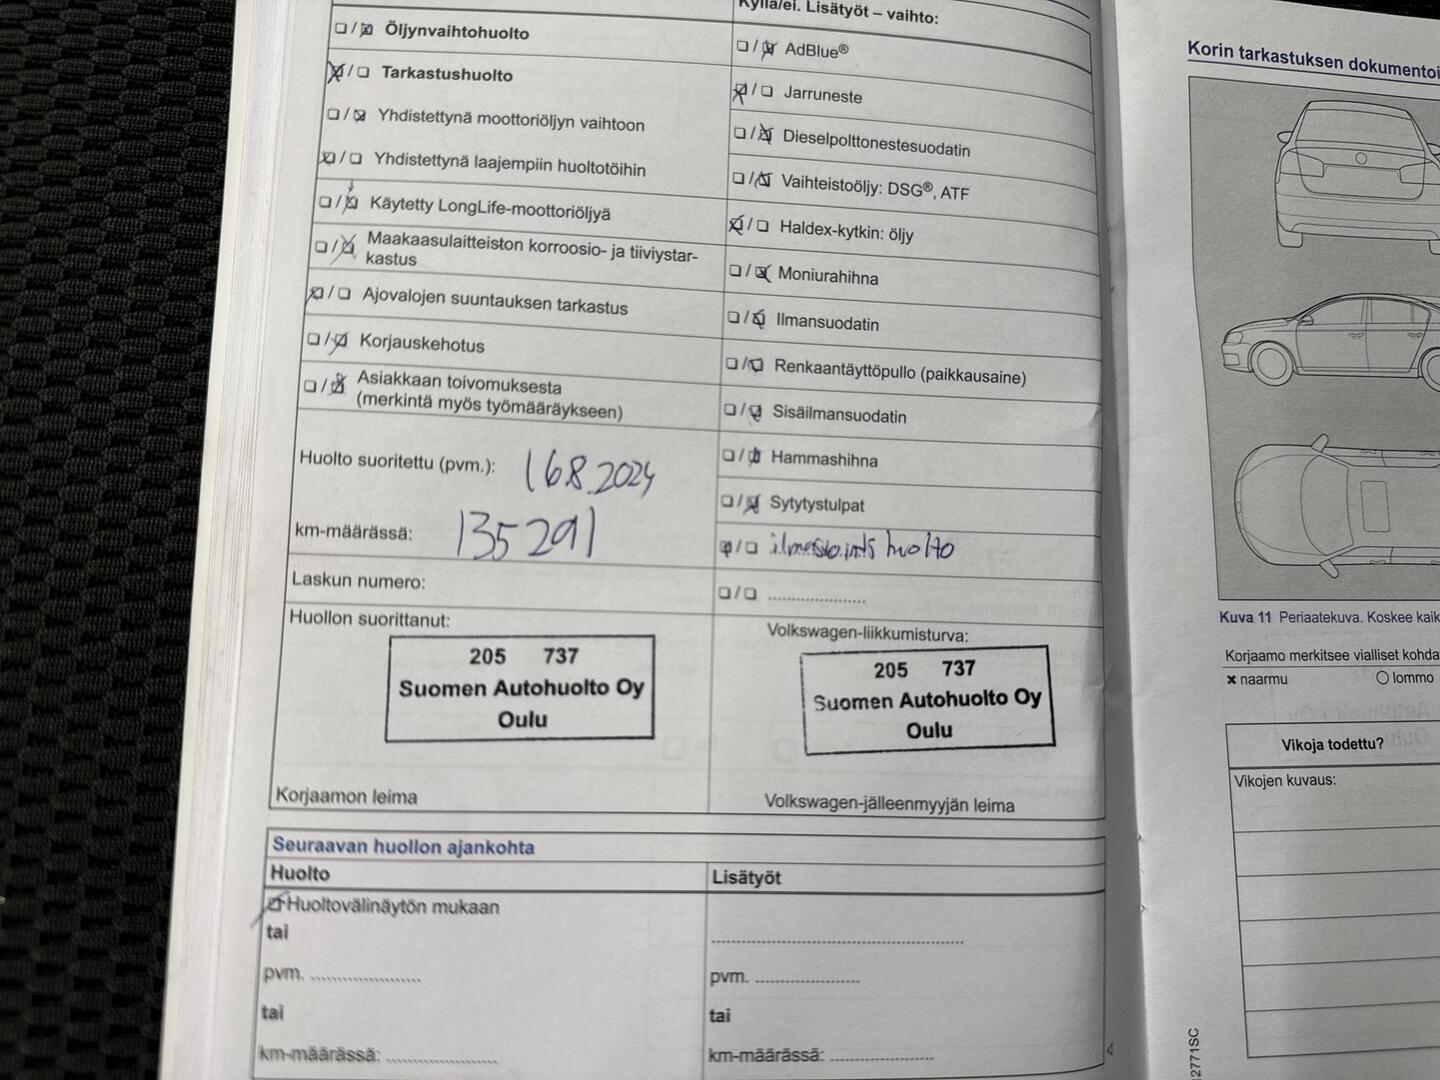 Kyllä/ei. Lisätyöt – vaihto:
Öljynvaihtohuolto
Tarkastushuolto
Yhdistettynä moottoriöljyn vaihtoon
Yhdistettynä laajempiin huoltotöihin
Käytetty LongLife-moottoriöljyä
Maakaasulaitteiston korroosio- ja tiiviystar-
kastus
Ajovalojen suuntauksen tarkastus
Korjauskehotus
Asiakkaan toivomuksesta
(merkintä myös työmääräykseen)
Huolto suoritettu (pvm.): 16.8.2024
km-määrässä: 135291
Laskun numero:
Huollon suorittanut:
205 737
Suomen Autohuolto Oy
Oulu
Korjaamon leima
AdBlue®
Jarruneste
Dieselpolttonestesuodatin
Vaihteistoöljy: DSG®, ATF
Haldex-kytkin: öljy
Moniurahihna
Ilmansuodatin
Renkaantäyttöpullo (paikkausaine)
Sisäilmansuodatin
Hammashihna
Sytytystulpat
huolto
Volkswagen-liikkumisturva:
205 737
Suomen Autohuolto Oy
Oulu
Volkswagen-jälleenmyyjän leima
Seuraavan huollon ajankohta
Huolto
Huoltovälinäytön mukaan
tai
pvm.
tai
km-määrässä:
Lisätyöt
pvm.
tai
km-määrässä:
Korin tarkastuksen dokumentoi
Kuva 11 Periaatekuva. Koskee kaik
Korjaamo merkitsee vialliset kohda
x naarmu
lommo
Vikoja todettu?
Vikojen kuvaus:
2771SC